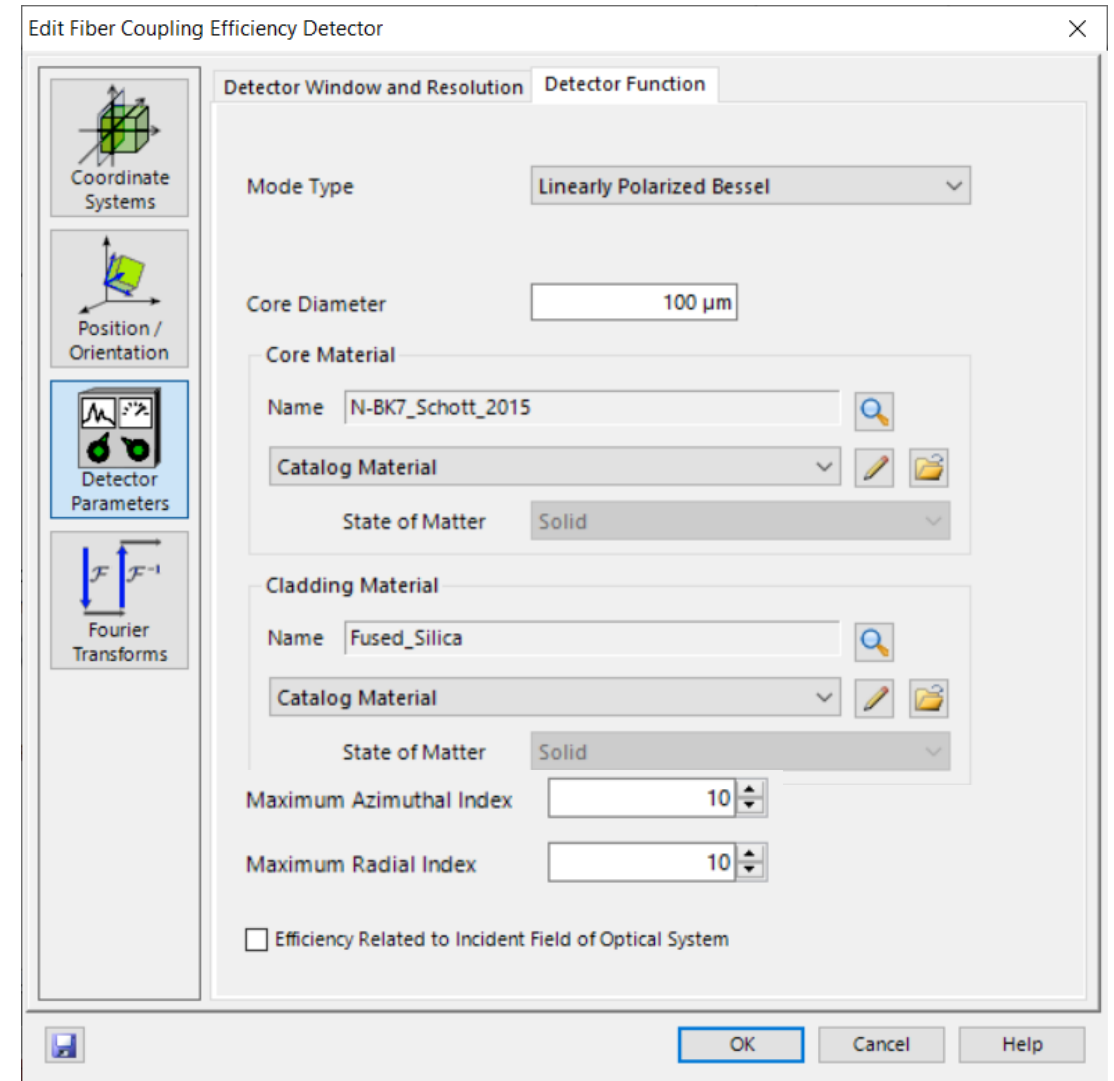 Edit Fiber Coupling Efficiency Detector
Coordinate
Systems
Position /
Orientation
Detector
Parameters
ℱ ℱ⁻¹
Fourier
Transforms
Detector Window and Resolution
Detector Function
Mode Type
Linearly Polarized Bessel
Core Diameter
100 µm
Core Material
Name
N-BK7_Schott_2015
Catalog Material
State of Matter
Solid
Cladding Material
Name
Fused_Silica
Catalog Material
State of Matter
Solid
Maximum Azimuthal Index
10
Maximum Radial Index
10
Efficiency Related to Incident Field of Optical System
OK
Cancel
Help